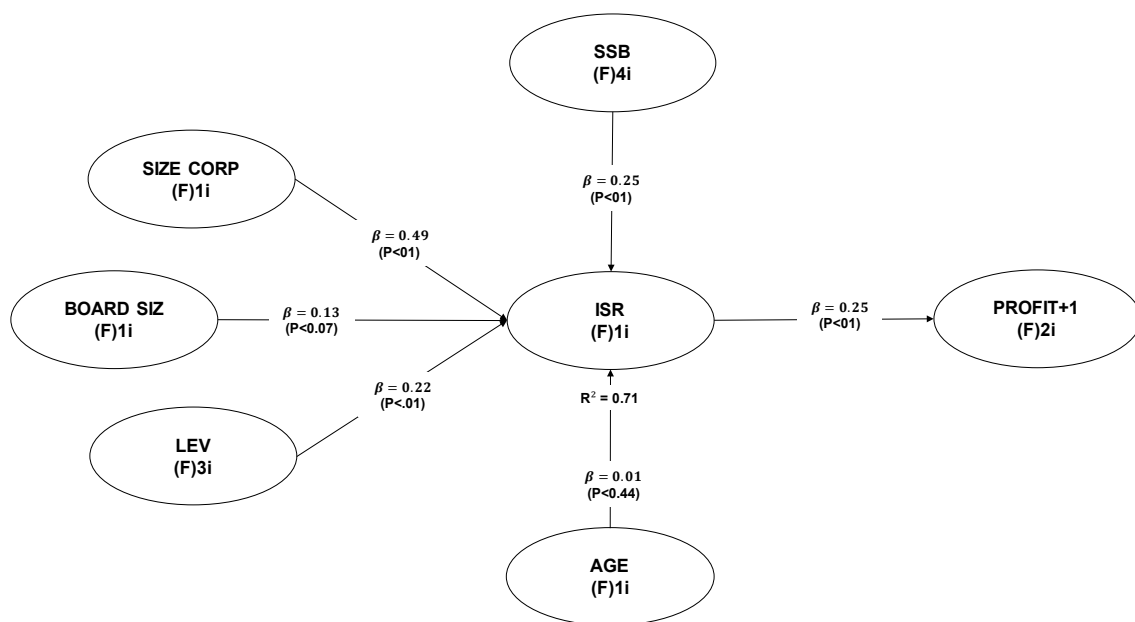 SSB
(F)4i
SIZE CORP
(F)1i
β = 0.25
(P<01)
β = 0.49
(P<01)
BOARD SIZ
(F)1i
β = 0.13
(P<0.07)
ISR
(F)1i
β = 0.25
(P<01)
PROFIT+1
(F)2i
β = 0.22
(P<.01)
R² = 0.71
LEV
(F)3i
β = 0.01
(P<0.44)
AGE
(F)1i